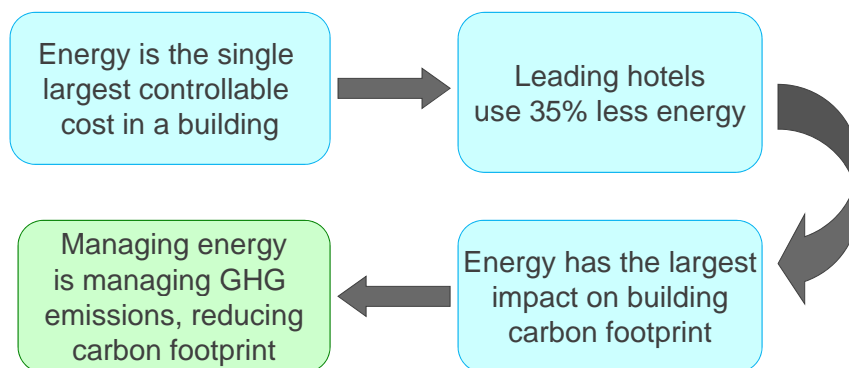 Energy is the single
largest controllable
cost in a building
Leading hotels
use 35% less energy
Energy has the largest
impact on building
carbon footprint
Managing energy
is managing GHG
emissions, reducing
carbon footprint